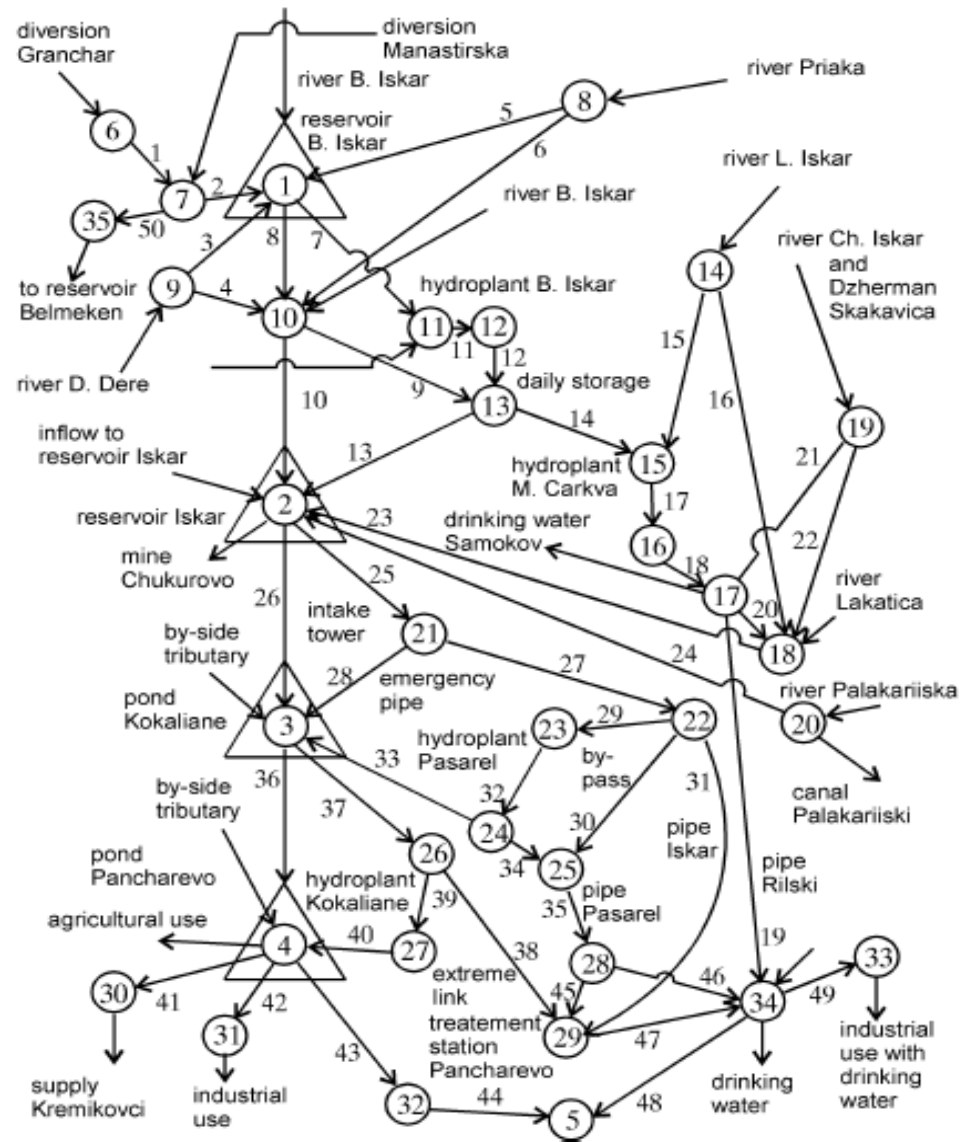 diversion
Granchar
diversion
Manastirska
river B. Iskar
river Priaka
reservoir
B. Iskar
8
5
6
6
1
7
2
1
river B. Iskar
river L. Iskar
35
50
3
8
7
14
river Ch. Iskar
and
Dzherman
Skakavica
to reservoir
Belmeken
9
4
10
hydroplant B. Iskar
11
11
12
12
15
river D. Dere
9
13
daily storage
16
10
14
19
inflow to
reservoir Iskar
13
hydroplant
M. Carkva
15
21
17
reservoir Iskar
2
23
drinking water
Samokov
16
22
mine
Chukurovo
25
18
17
river
Lakatica
26
intake
tower
20
18
21
24
by-side
tributary
28
emergency
pipe
27
river Palakariiska
20
pond
Kokaliane
3
hydroplant
Pasarel
23
29
22
by-
pass
33
31
canal
Palakariiski
36
by-side
tributary
37
32
24
30
pipe
Iskar
34
25
pond
Pancharevo
26
pipe
Rilski
hydroplant
Kokaliane
39
35
pipe
Pasarel
agricultural use
4
40
27
38
28
19
33
extreme
link
46
30
41
42
45
34
49
treatement
station
Pancharevo
29
47
31
43
industrial
use with
drinking
water
supply
Kremikovci
industrial
use
32
44
5
48
drinking
water